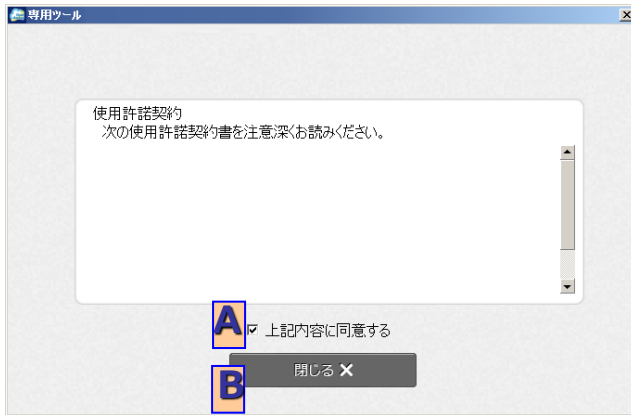 専用ツール
使用許諾契約
次の使用許諾契約書を注意深くお読みください。
A
上記内容に同意する
閉じる X
B